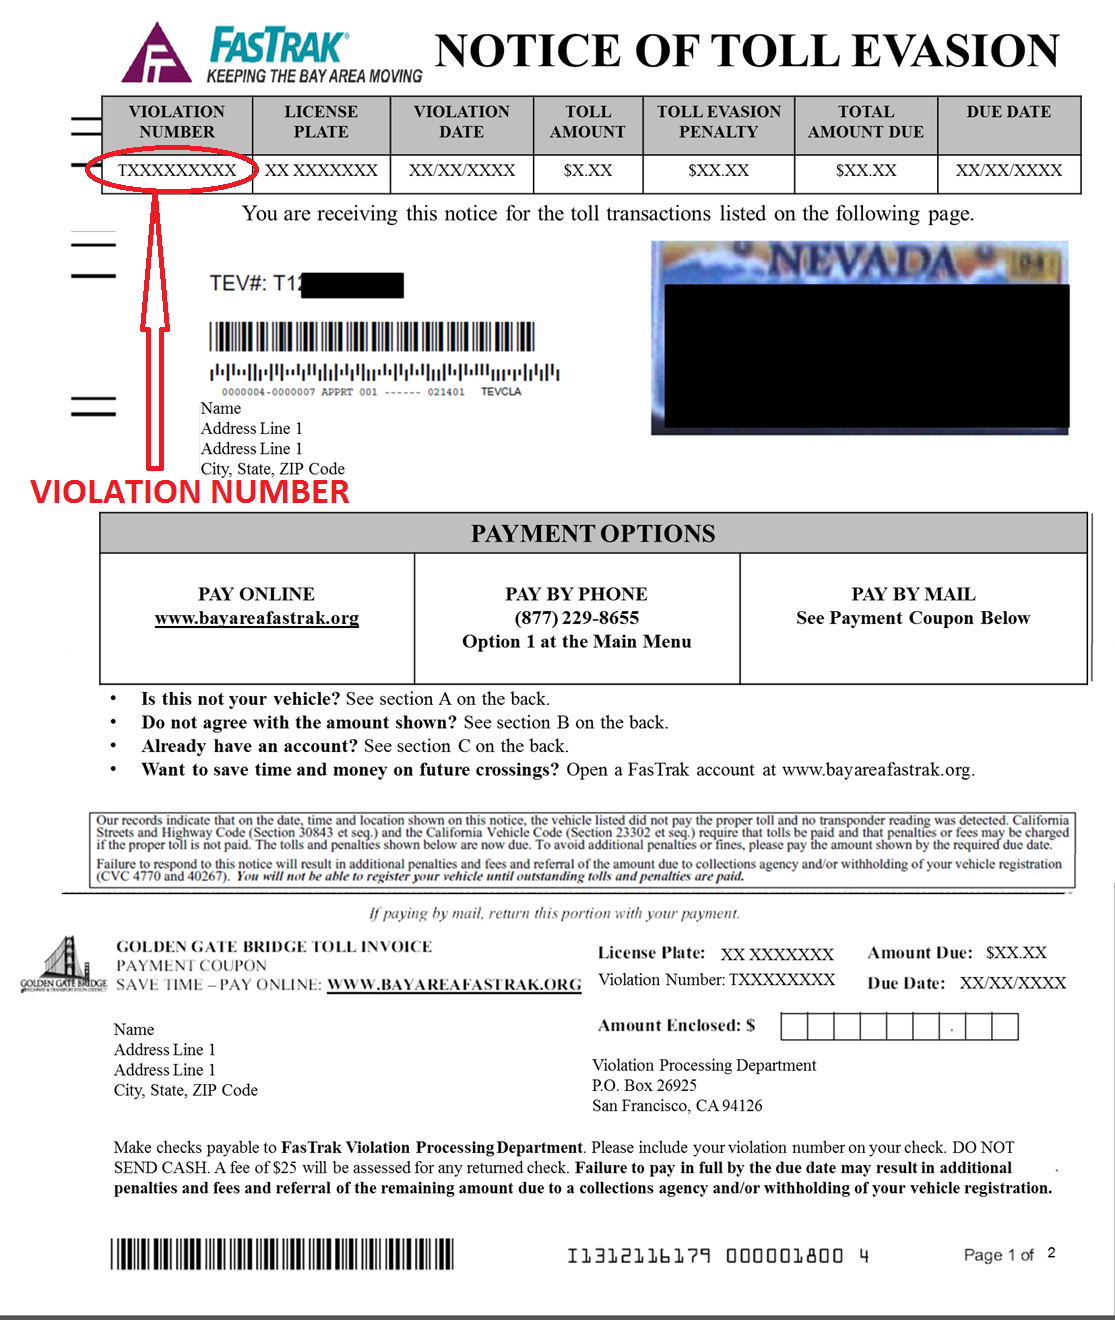 FASTRAK®
KEEPING THE BAY AREA MOVING
NOTICE OF TOLL EVASION
VIOLATION NUMBER
LICENSE PLATE
VIOLATION DATE
TOLL AMOUNT
TOLL EVASION PENALTY
TOTAL AMOUNT DUE
DUE DATE
TXXXXXXXXX
XX XXXXXXX
XX/XX/XXXX
$X.XX
$XX.XX
$XX.XX
XX/XX/XXXX
You are receiving this notice for the toll transactions listed on the following page.
TEV#: T12
NEVADA
04
0000004-0000007 APPRT 001 ------ 021401 TEVCLA
Name
Address Line 1
Address Line 1
City, State, ZIP Code
VIOLATION NUMBER
PAYMENT OPTIONS
PAY ONLINE
www.bayareafastrak.org
PAY BY PHONE
(877) 229-8655
Option 1 at the Main Menu
PAY BY MAIL
See Payment Coupon Below
• Is this not your vehicle? See section A on the back.
• Do not agree with the amount shown? See section B on the back.
• Already have an account? See section C on the back.
• Want to save time and money on future crossings? Open a FasTrak account at www.bayareafastrak.org.
Our records indicate that on the date, time and location shown on this notice, the vehicle listed did not pay the proper toll and no transponder reading was detected. California
Streets and Highway Code (Section 30843 et seq.) and the California Vehicle Code (Section 23302 et seq.) require that tolls be paid and that penalties or fees may be charged
if the proper toll is not paid. The tolls and penalties shown below are now due. To avoid additional penalties or fines, please pay the amount shown by the required due date.
Failure to respond to this notice will result in additional penalties and fees and referral of the amount due to collections agency and/or withholding of your vehicle registration
(CVC 4770 and 40267). You will not be able to register your vehicle until outstanding tolls and penalties are paid.
If paying by mail, return this portion with your payment.
GOLDEN GATE BRIDGE
HIGHWAY & TRANSPORTATION DISTRICT
GOLDEN GATE BRIDGE TOLL INVOICE
PAYMENT COUPON
SAVE TIME – PAY ONLINE: WWW.BAYAREAFASTRAK.ORG
License Plate: XX XXXXXXX
Amount Due: $XX.XX
Violation Number: TXXXXXXXX
Due Date: XX/XX/XXXX
Amount Enclosed: $ .
Name
Address Line 1
Address Line 1
City, State, ZIP Code
Violation Processing Department
P.O. Box 26925
San Francisco, CA 94126
Make checks payable to FasTrak Violation Processing Department. Please include your violation number on your check. DO NOT
SEND CASH. A fee of $25 will be assessed for any returned check. Failure to pay in full by the due date may result in additional
penalties and fees and referral of the remaining amount due to a collections agency and/or withholding of your vehicle registration.
I1312116179 000001800 4
Page 1 of 2